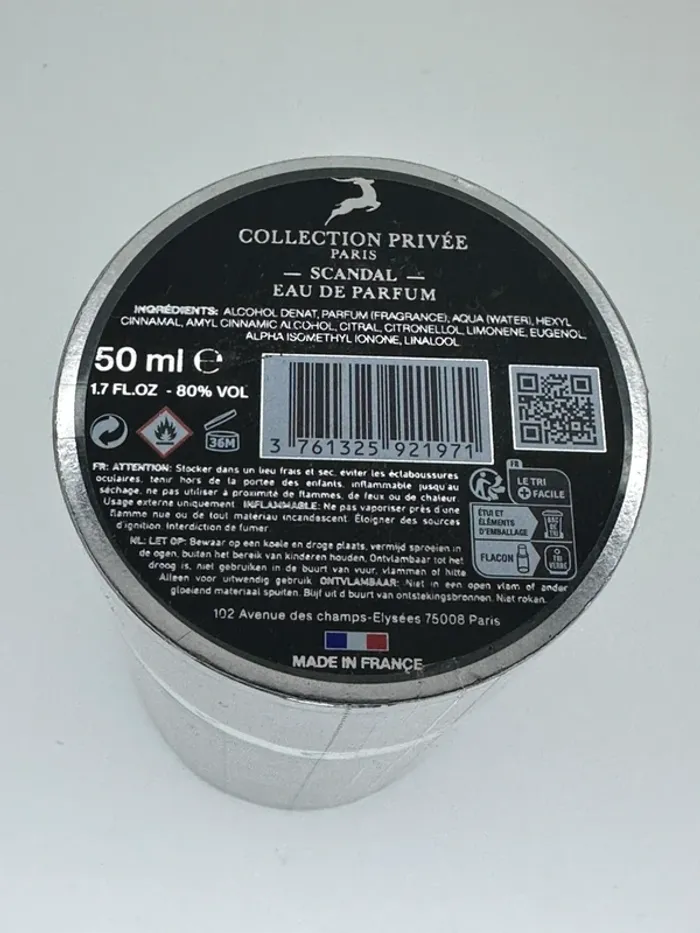 COLLECTION PRIVÉE
PARIS
— SCANDAL —
EAU DE PARFUM
INGRÉDIENTS: ALCOHOL DENAT, PARFUM (FRAGRANCE), AQUA (WATER), HEXYL
CINNAMAL, AMYL CINNAMIC ALCOHOL, CITRAL, CITRONELLOL, LIMONENE, EUGENOL,
ALPHA ISOMETHYL IONONE, LINALOOL
50 ml ℮
1.7 FL.OZ - 80% VOL
36M
3 761325 921971
FR: ATTENTION: Stocker dans un lieu frais et sec, eviter les éclaboussures
oculaires, tenir hors de la portee des enfants, inflammable jusqu'au
séchage, ne pas utiliser à proximité de flammes, de feux ou de chaleur.
Usage externe uniquement. INFLAMMABLE: Ne pas vaporiser près d'une
flamme nue ou de tout matériau incandescent. Éloigner des sources
d'ignition. Interdiction de fumer.
FR
LE TRI
+ FACILE
ÉTUI ET
ÉLÉMENTS
D'EMBALLAGE
BAC
DE
TRI
FLACON
TRI
VERRE
NL: LET OP: Bewaar op een koele en droge plaats, vermijd sproeien in
de ogen, buiten het bereik van kinderen houden, Ontvlambaar tot het
droog is, niet gebruiken in de buurt van vuur, vlammen of hitte
Alleen voor uitwendig gebruik ONTVLAMBAAR: Niet in een open vlam of ander
gloeiend materiaal spuiten. Blijf uit d buurt van ontstekingsbronnen. Niet roken.
102 Avenue des champs-Elysées 75008 Paris
MADE IN FRANCE